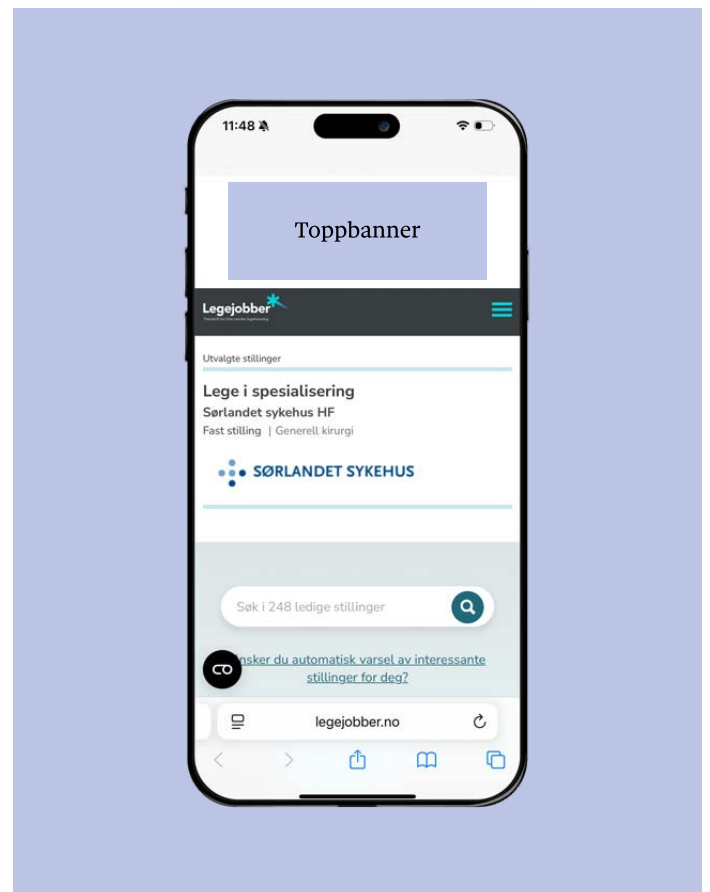 11:48
Toppbanner
Legejobber
Utvalgte stillinger
Lege i spesialisering
Sørlandet sykehus HF
Fast stilling | Generell kirurgi
SØRLANDET SYKEHUS
Søk i 248 ledige stillinger
nsker du automatisk varsel av interessante
stillinger for deg?
legejobber.no